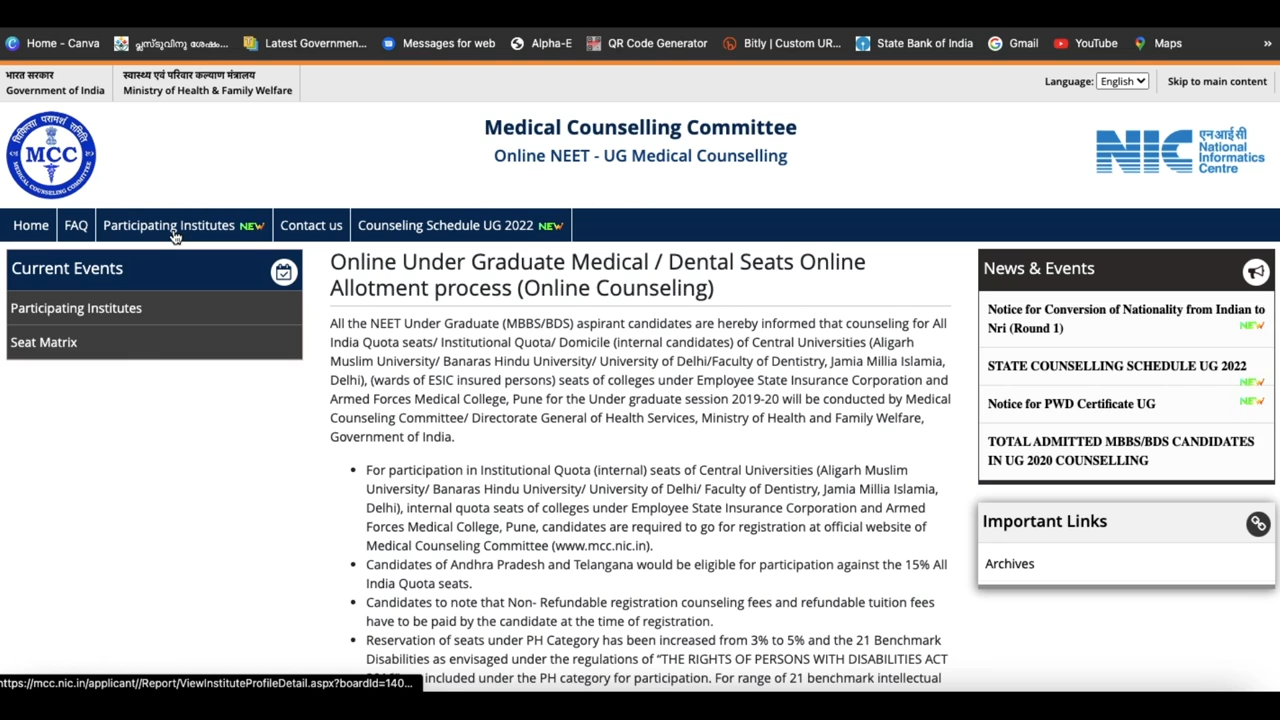 Home - Canva
പ്ലസ്ടുവിനു ശേഷം...
Latest Governmen...
Messages for web
Alpha-E
QR Code Generator
Bitly | Custom UR...
State Bank of India
Gmail
YouTube
Maps
»
भारत सरकार
Government of India
स्वास्थ्य एवं परिवार कल्याण मंत्रालय
Ministry of Health & Family Welfare
Language: English
Skip to main content
MCC
MEDICAL COUNSELING COMMITTEE
Medical Counselling Committee
Online NEET - UG Medical Counselling
NIC
एन आई सी
National
Informatics
Centre
Home
FAQ
Participating Institutes NEW
Contact us
Counseling Schedule UG 2022 NEW
Current Events
Participating Institutes
Seat Matrix
Online Under Graduate Medical / Dental Seats Online
Allotment process (Online Counseling)
All the NEET Under Graduate (MBBS/BDS) aspirant candidates are hereby informed that counseling for All
India Quota seats/ Institutional Quota/ Domicile (internal candidates) of Central Universities (Aligarh
Muslim University/ Banaras Hindu University/ University of Delhi/Faculty of Dentistry, Jamia Millia Islamia,
Delhi), (wards of ESIC insured persons) seats of colleges under Employee State Insurance Corporation and
Armed Forces Medical College, Pune for the Under graduate session 2019-20 will be conducted by Medical
Counseling Committee/ Directorate General of Health Services, Ministry of Health and Family Welfare,
Government of India.
• For participation in Institutional Quota (internal) seats of Central Universities (Aligarh Muslim
University/ Banaras Hindu University/ University of Delhi/ Faculty of Dentistry, Jamia Millia Islamia,
Delhi), internal quota seats of colleges under Employee State Insurance Corporation and Armed
Forces Medical College, Pune, candidates are required to go for registration at official website of
Medical Counseling Committee (www.mcc.nic.in).
• Candidates of Andhra Pradesh and Telangana would be eligible for participation against the 15% All
India Quota seats.
• Candidates to note that Non- Refundable registration counseling fees and refundable tuition fees
have to be paid by the candidate at the time of registration.
• Reservation of seats under PH Category has been increased from 3% to 5% and the 21 Benchmark
Disabilities as envisaged under the regulations of “THE RIGHTS OF PERSONS WITH DISABILITIES ACT
included under the PH category for participation. For range of 21 benchmark intellectual
News & Events
Notice for Conversion of Nationality from Indian to
Nri (Round 1) NEW
STATE COUNSELLING SCHEDULE UG 2022
NEW
Notice for PWD Certificate UG NEW
TOTAL ADMITTED MBBS/BDS CANDIDATES
IN UG 2020 COUNSELLING
Important Links
Archives
https://mcc.nic.in/applicant//Report/ViewInstituteProfileDetail.aspx?boardId=140...